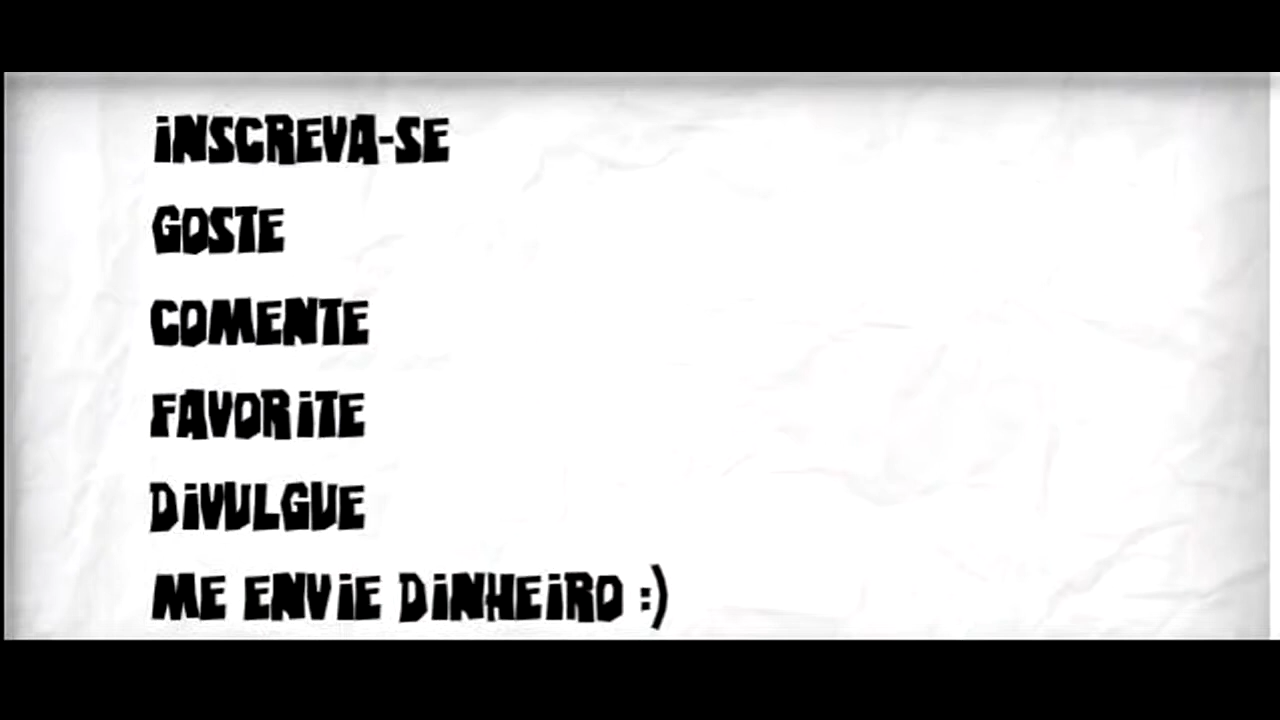 INSCREVA-SE
GOSTE
COMENTE
FAVORITE
DIVULGUE
ME ENVIE DINHEIRO :)